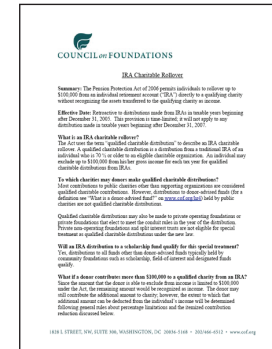 COUNCIL on FOUNDATIONS
IRA Charitable Rollover
Summary: The Pension Protection Act of 2006 permits individuals to rollover up to
$100,000 from an individual retirement account ("IRA") directly to a qualifying charity
without recognizing the assets transferred to the qualifying charity as income.
Effective Date: Retroactive to distributions made from IRAs in taxable years beginning
after December 31, 2005. This provision is time-limited; it will not apply to any
distribution made in taxable years beginning after December 31, 2007.
What is an IRA charitable rollover?
The Act uses the term "qualified charitable distribution" to describe an IRA charitable
rollover. A qualified charitable distribution is a distribution from a traditional IRA of an
individual who is 70 ½ or older to an eligible charitable organization. An individual may
exclude up to $100,000 from his/her gross income for each tax year for qualified
charitable distributions from IRAs.
To which charities may donors make qualified charitable distributions?
Most contributions to public charities other than supporting organizations are considered
qualified charitable contributions. However, distributions to donor-advised funds (for a
definition see "What is a donor-advised fund?" on www.cof.org/kef) held by public
charities are not qualified charitable distributions.
Qualified charitable distributions may also be made to private operating foundations or
private foundations that elect to meet the conduit rules in the year of the distribution.
Private non-operating foundations and split interest trusts are not eligible for special
treatment as qualified charitable distributions under the new law.
Will an IRA distribution to a scholarship fund qualify for this special treatment?
Yes, distributions to all funds other than donor-advised funds typically held by
community foundations such as scholarship, field of interest and designated funds
qualify.
What if a donor contributes more than $100,000 to a qualified charity from an IRA?
Since the amount that the donor is able to exclude from income is limited to $100,000
under the Act, the remaining amount would be recognized as income. The donor may
still contribute the additional amount to charity; however, the extent to which that
additional amount can be deducted from the individual's income will be determined
following general rules about percentage limitations and the itemized contribution
reduction discussed below.
1828 L STREET, NW, SUITE 300, WASHINGTON, DC 20036-5168 • 202/466-6512 • www.cof.org